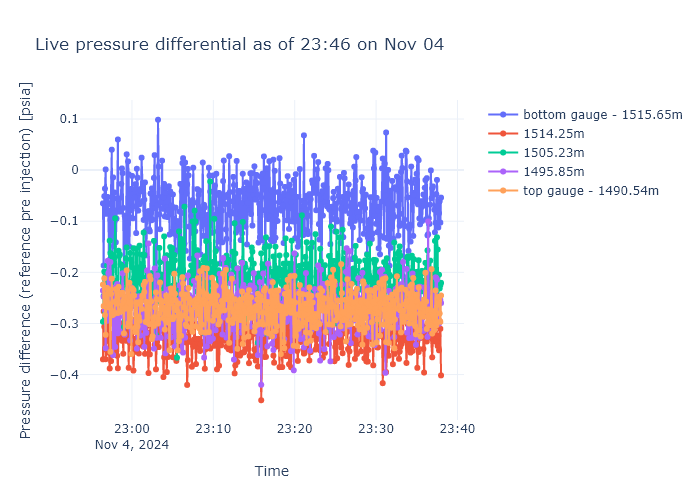 Live pressure differential as of 23:46 on Nov 04
Pressure difference (reference pre injection) [psia]
0.1
0
−0.1
−0.2
−0.3
−0.4
23:00
Nov 4, 2024
23:10
23:20
23:30
23:40
Time
bottom gauge - 1515.65m
1514.25m
1505.23m
1495.85m
top gauge - 1490.54m